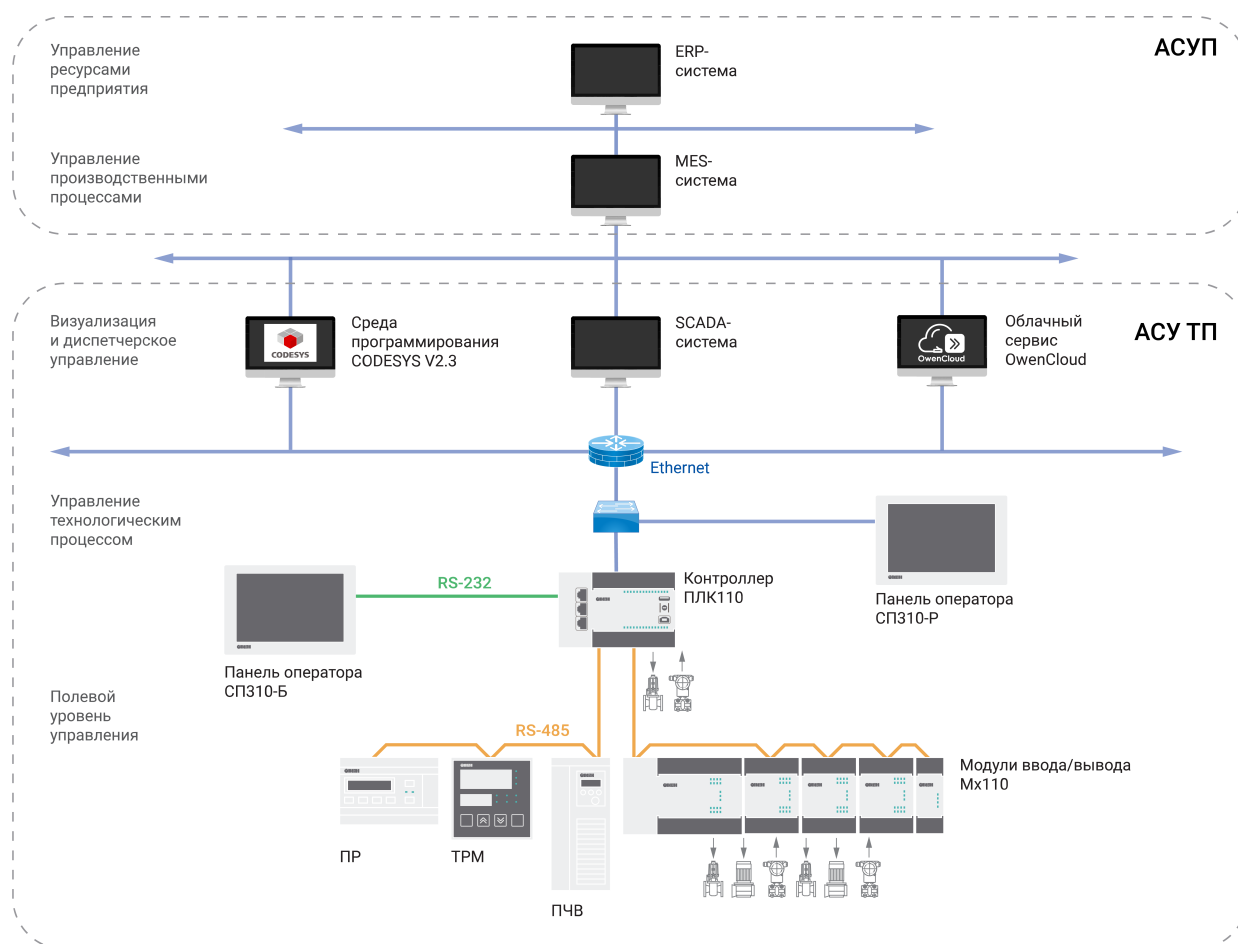 АСУП
Управление
ресурсами
предприятия
ERP-
система
Управление
производственными
процессами
MES-
система
АСУ ТП
Визуализация
и диспетчерское
управление
CODESYS
Среда
программирования
CODESYS V2.3
SCADA-
система
OwenCloud
Облачный
сервис
OwenCloud
Ethernet
Управление
технологическим
процессом
RS-232
Контроллер
ПЛК110
Панель оператора
СП310-Р
Панель оператора
СП310-Б
Полевой
уровень
управления
RS-485
Модули ввода/вывода
Мх110
ПР
ТРМ
ПЧВ